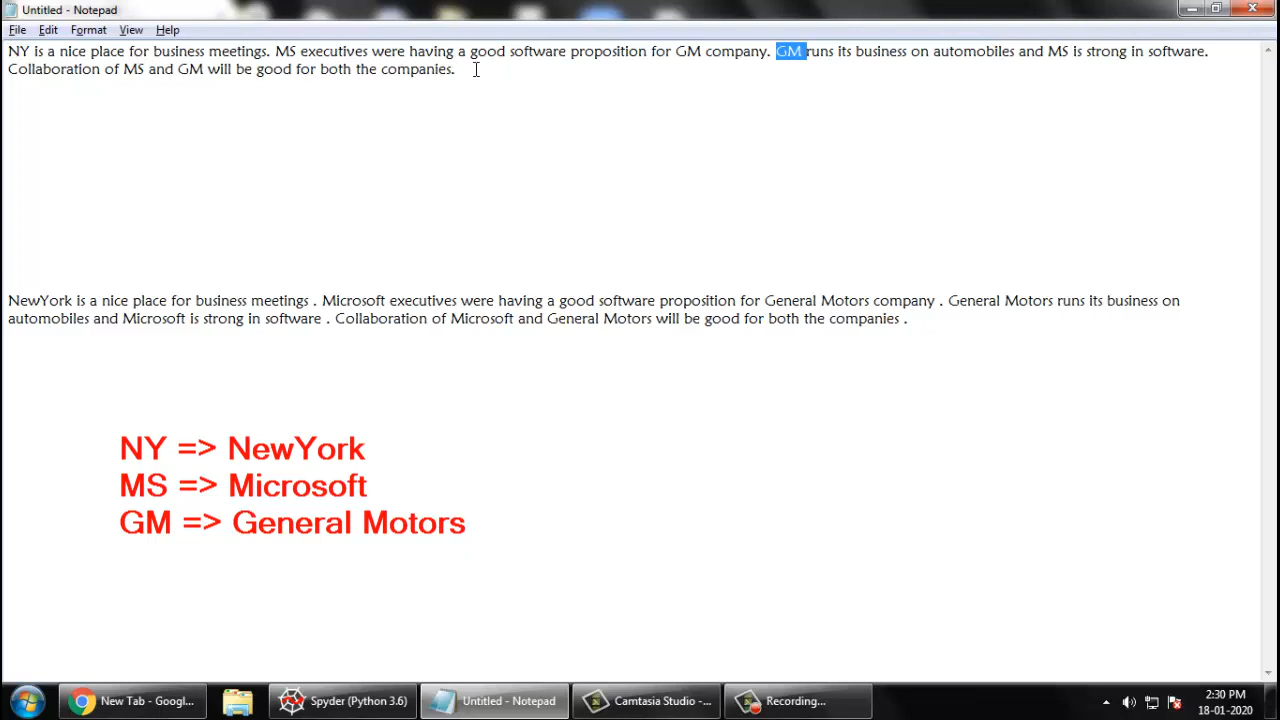 Untitled - Notepad
File Edit Format View Help
NY is a nice place for business meetings. MS executives were having a good software proposition for GM company. GM runs its business on automobiles and MS is strong in software.
Collaboration of MS and GM will be good for both the companies.
NewYork is a nice place for business meetings . Microsoft executives were having a good software proposition for General Motors company . General Motors runs its business on
automobiles and Microsoft is strong in software . Collaboration of Microsoft and General Motors will be good for both the companies .
NY => NewYork
MS => Microsoft
GM => General Motors
New Tab - Googl... Spyder (Python 3.6) Untitled - Notepad Camtasia Studio -... Recording... 2:30 PM
18-01-2020